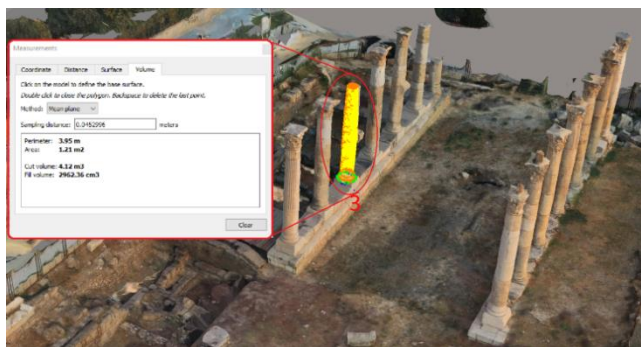 Measurements
Coordinate Distance Surface Volume
Click on the model to define the base surface.
Double click to close the polygon. Backspace to delete the last point.
Method: Mean plane
Sampling distance: 0.0452996 meters
Perimeter: 3.95 m
Area: 1.21 m2
Cut volume: 4.12 m3
Fill volume: 2962.36 cm3
Clear
3